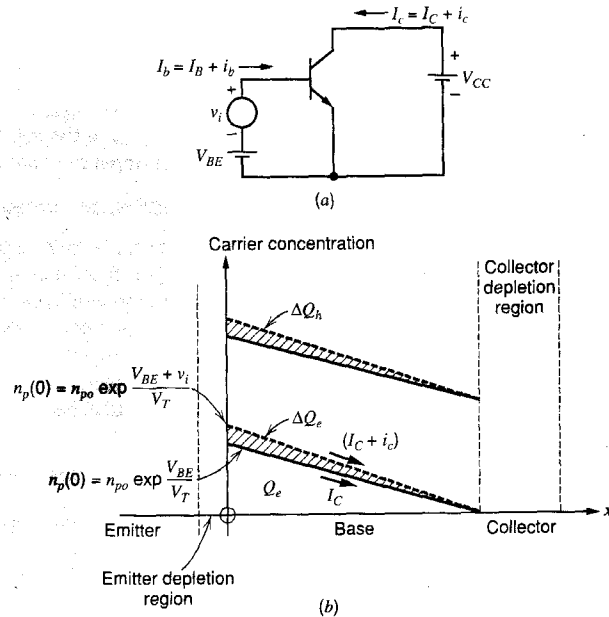 I_c = I_C + i_c
I_b = I_B + i_b
+
v_i
−
V_BE
+
V_CC
−
(a)
Carrier concentration
Collector
depletion
region
ΔQ_h
n_p(0) = n_po exp (V_BE + v_i)/V_T
ΔQ_e
(I_C + i_c)
n_p(0) = n_po exp V_BE/V_T
Q_e
I_C
x
Emitter
Base
Collector
Emitter depletion
region
(b)